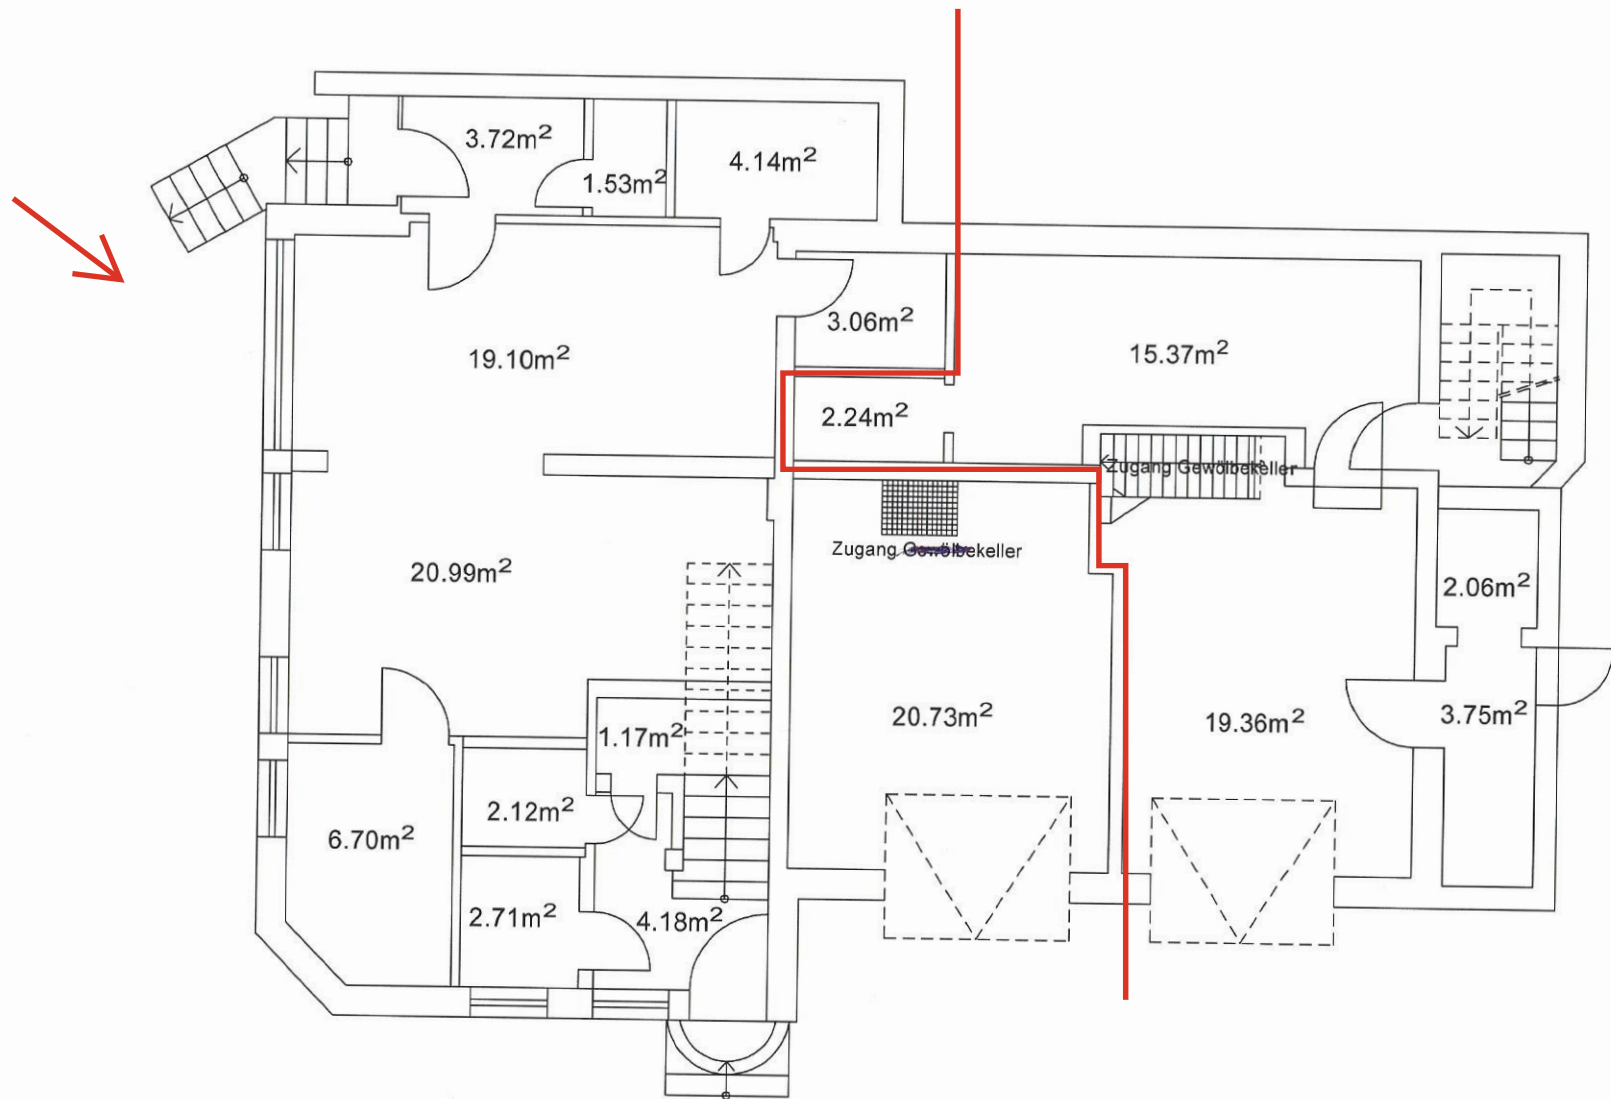 3.72m²
1.53m²
4.14m²
3.06m²
19.10m²
15.37m²
2.24m²
Zugang Gewölbekeller
Zugang Gewölbekeller
20.99m²
2.06m²
1.17m²
20.73m²
19.36m²
3.75m²
2.12m²
6.70m²
2.71m²
4.18m²